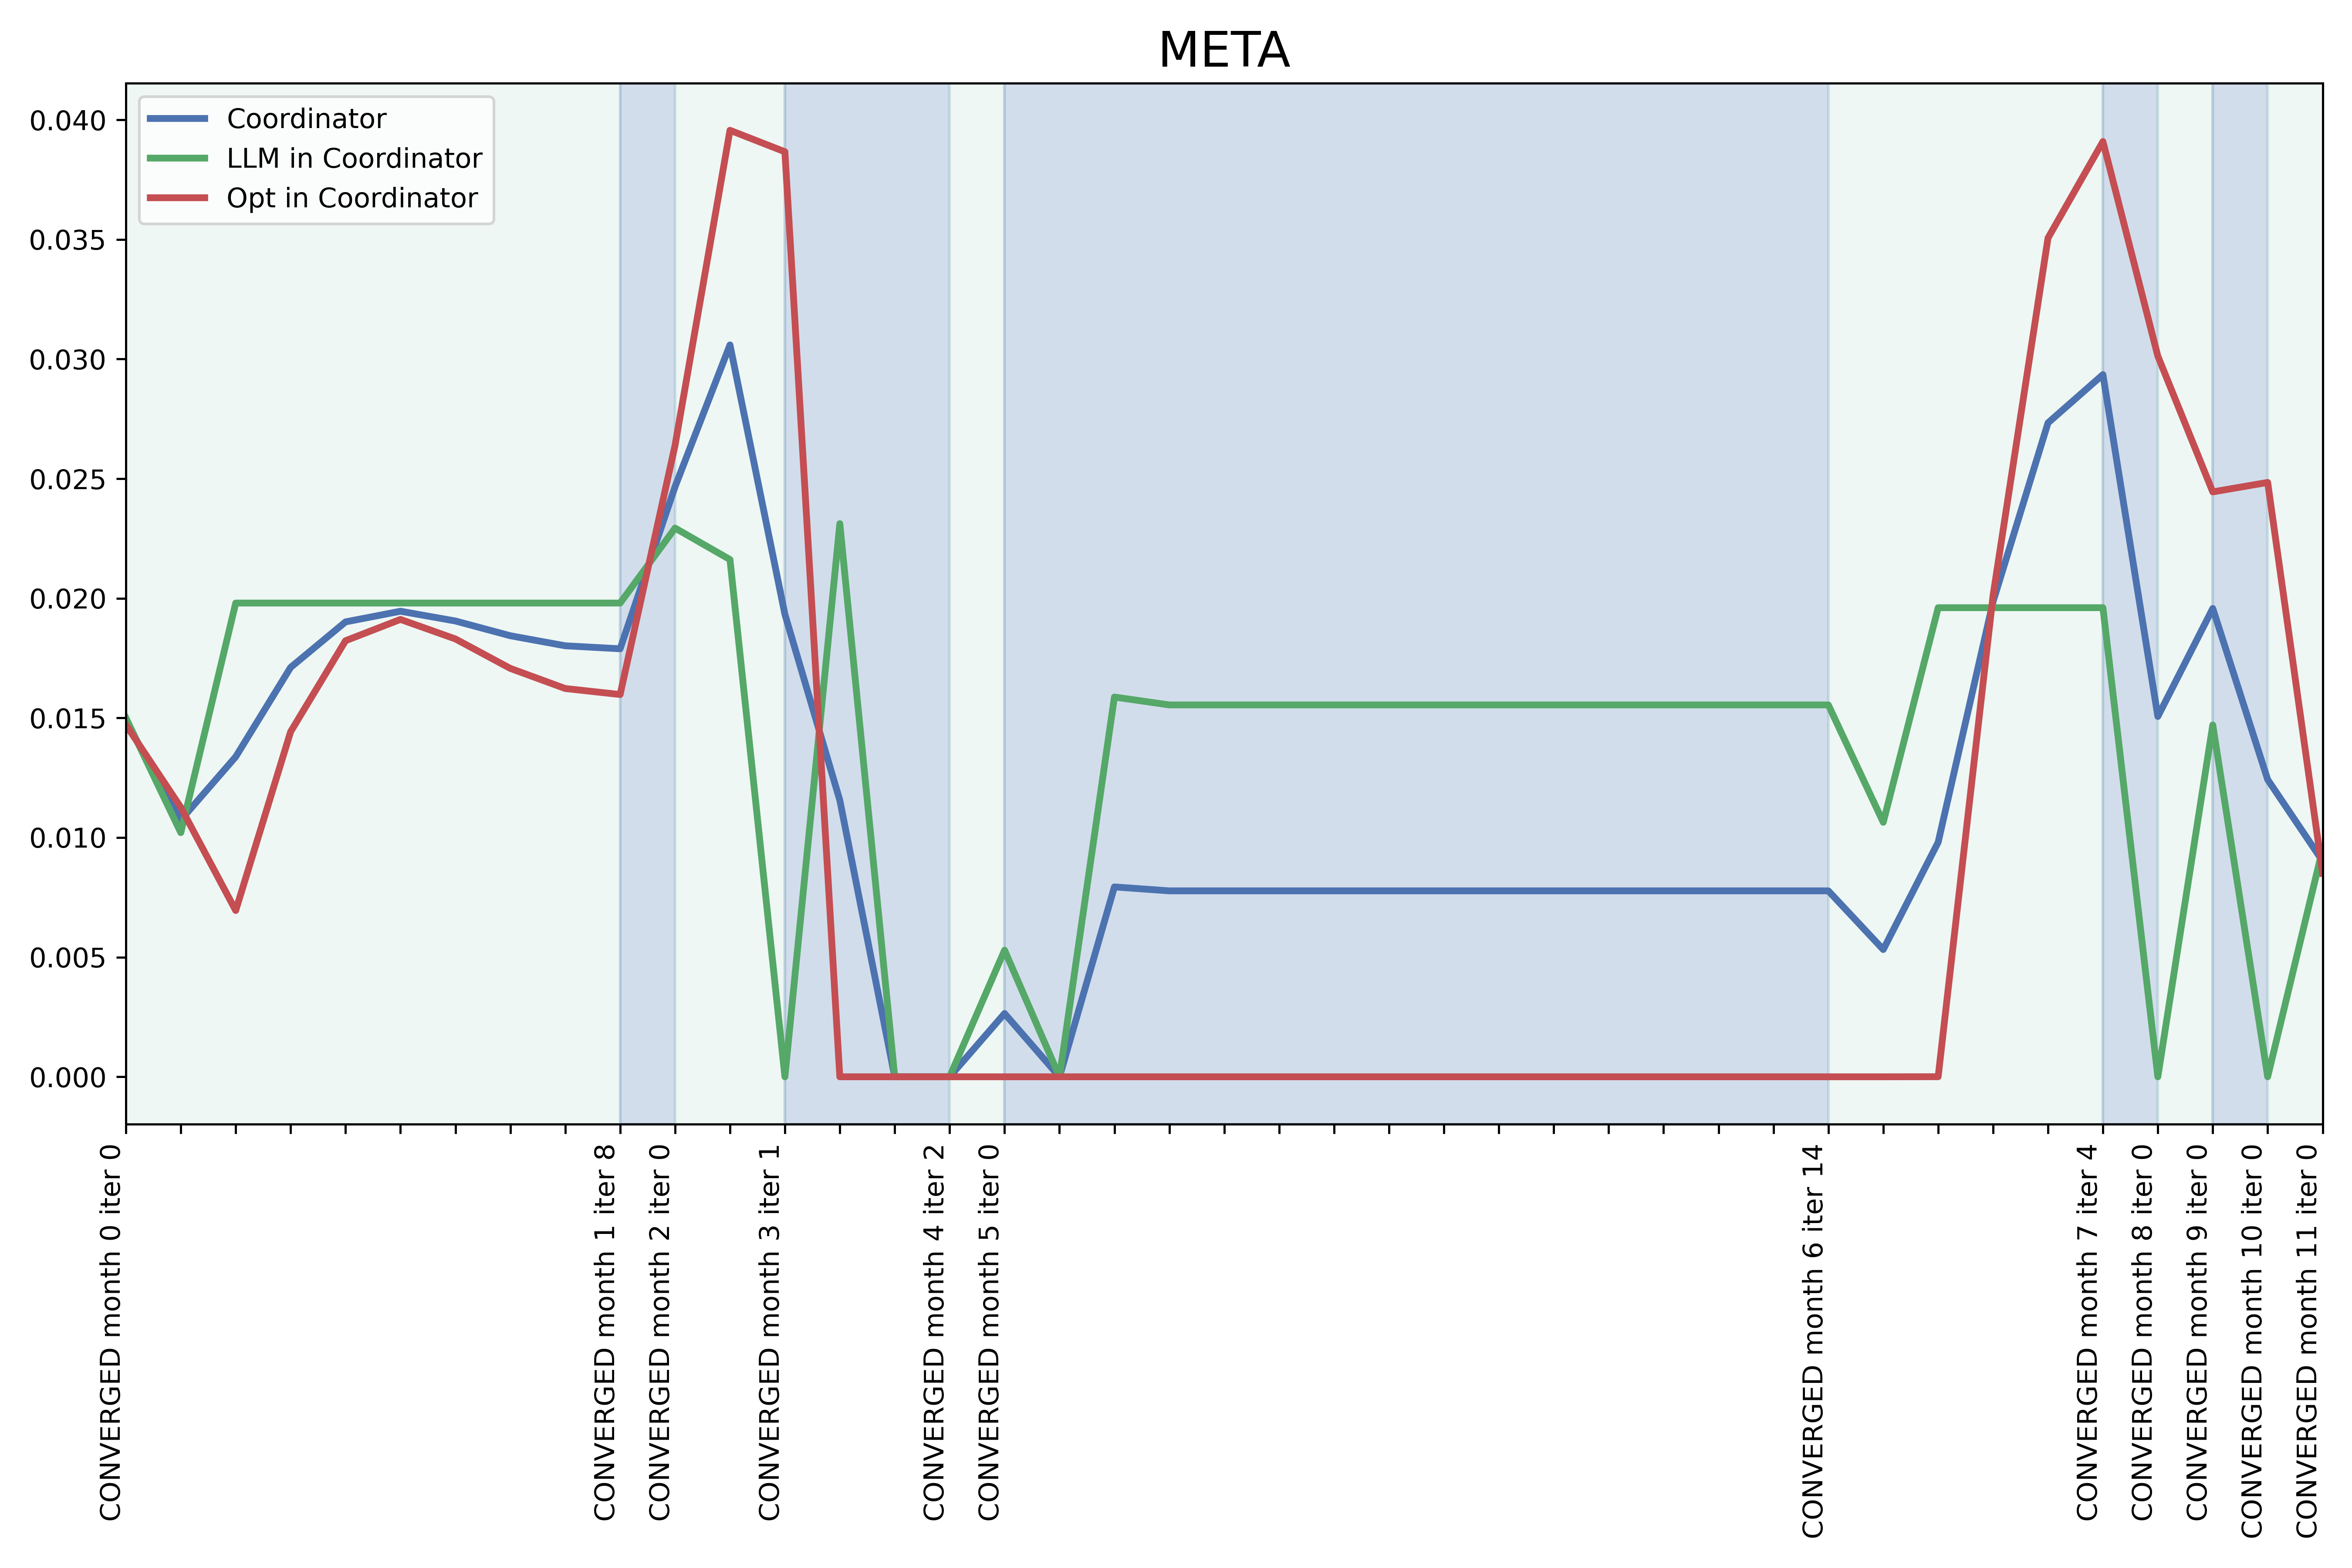 META
0.040
0.035
0.030
0.025
0.020
0.015
0.010
0.005
0.000
Coordinator
LLM in Coordinator
Opt in Coordinator
CONVERGED month 0 iter 0
CONVERGED month 1 iter 8
CONVERGED month 2 iter 0
CONVERGED month 3 iter 1
CONVERGED month 4 iter 2
CONVERGED month 5 iter 0
CONVERGED month 6 iter 14
CONVERGED month 7 iter 4
CONVERGED month 8 iter 0
CONVERGED month 9 iter 0
CONVERGED month 10 iter 0
CONVERGED month 11 iter 0